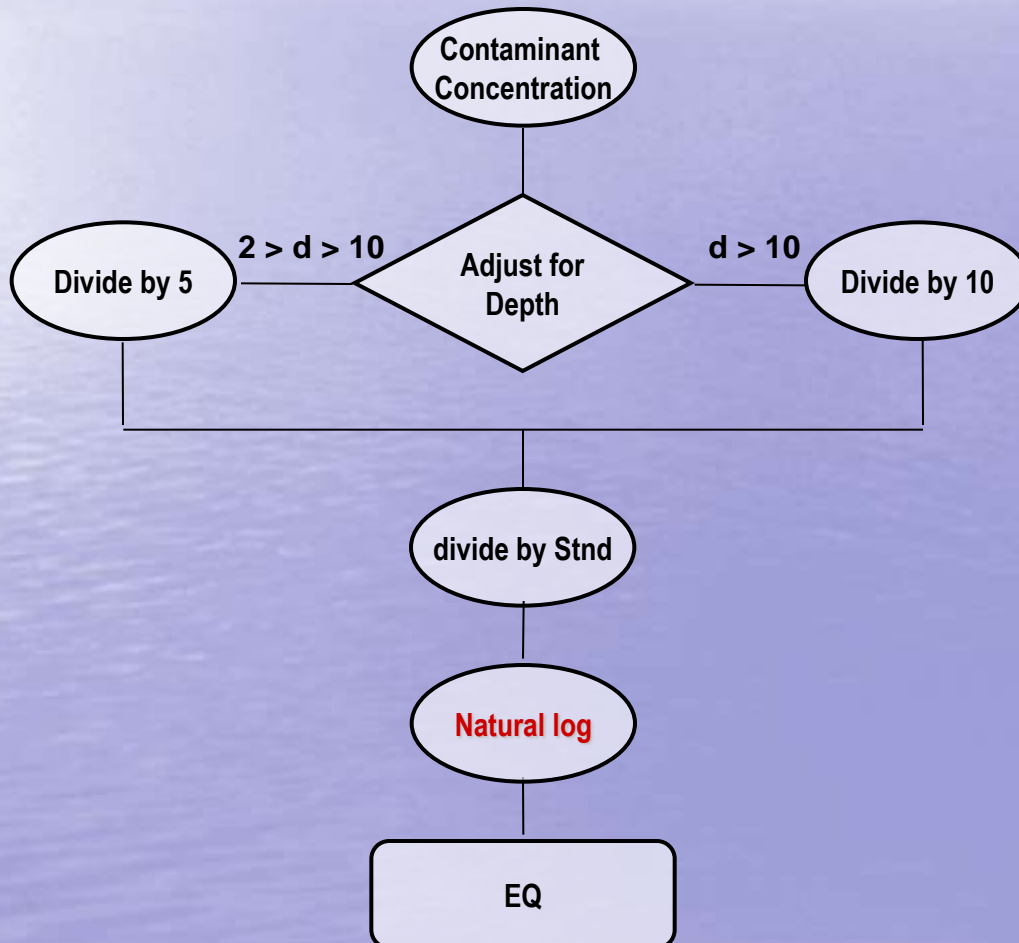 Contaminant
Concentration
2 > d > 10
d > 10
Divide by 5
Adjust for
Depth
Divide by 10
divide by Stnd
Natural log
EQ